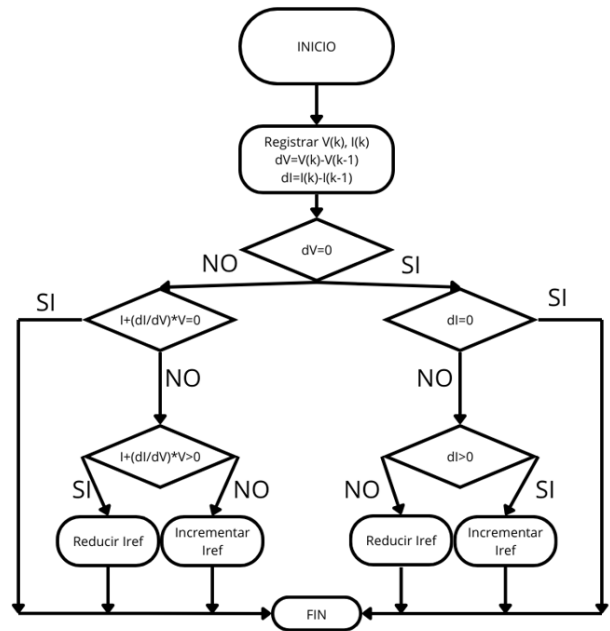 INICIO
Registrar V(k), I(k)
dV=V(k)-V(k-1)
dI=I(k)-I(k-1)
dV=0
NO
SI
SI
I+(dI/dV)*V=0
dI=0
SI
NO
NO
I+(dI/dV)*V>0
dI>0
SI
NO
NO
SI
Reducir Iref
Incrementar
Iref
Reducir Iref
Incrementar
Iref
FIN